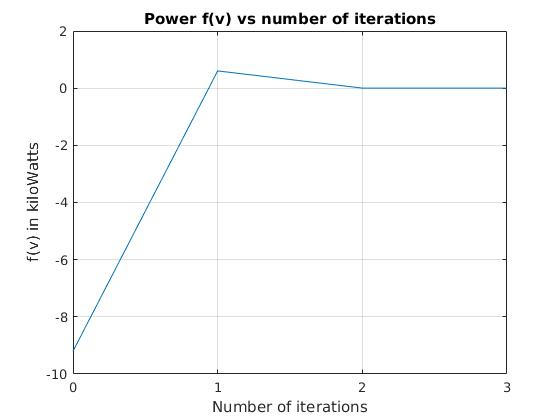 Power f(v) vs number of iterations
2
0
-2
-4
-6
-8
-10
f(v) in kiloWatts
0 1 2 3
Number of iterations